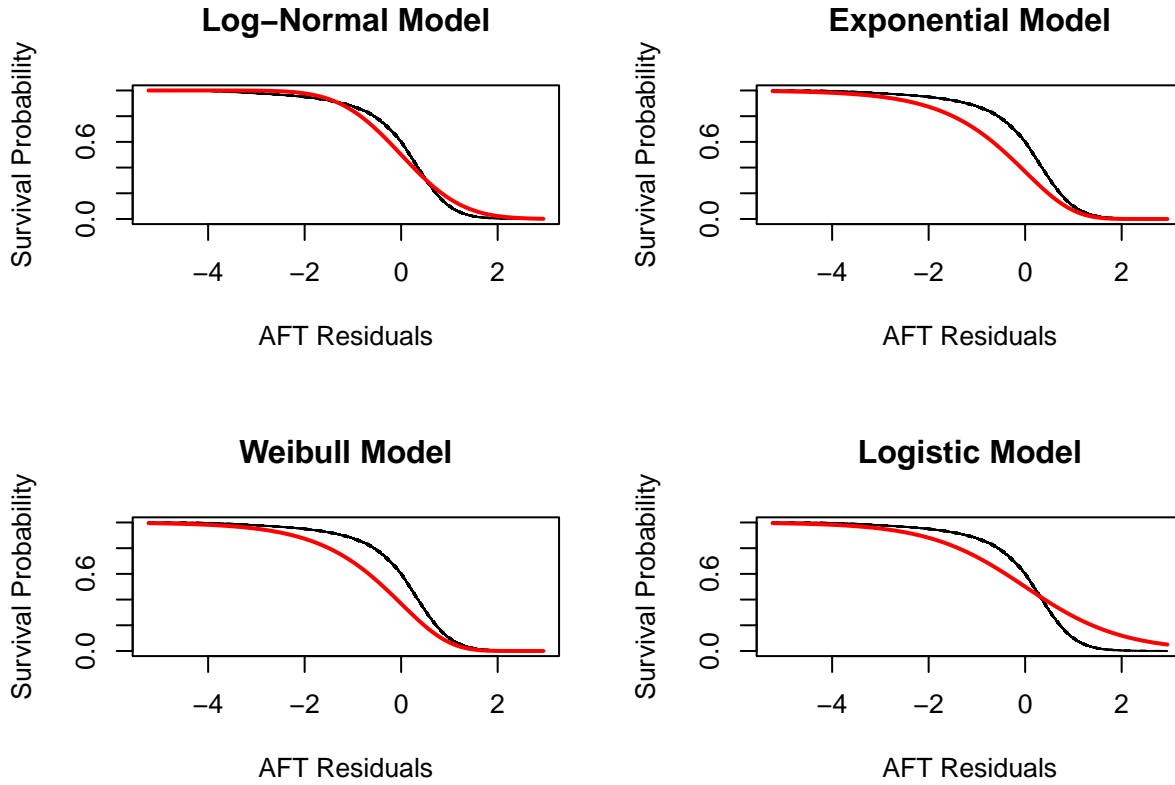 Log−Normal Model
Survival Probability
0.0
0.6
−4
−2
0
2
AFT Residuals
Exponential Model
Survival Probability
0.0
0.6
−4
−2
0
2
AFT Residuals
Weibull Model
Survival Probability
0.0
0.6
−4
−2
0
2
AFT Residuals
Logistic Model
Survival Probability
0.0
0.6
−4
−2
0
2
AFT Residuals